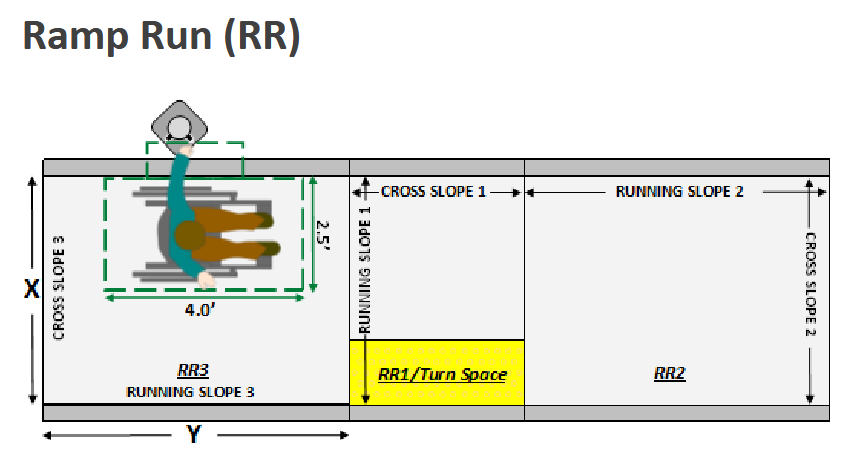 Ramp Run (RR)
CROSS SLOPE 1
RUNNING SLOPE 2
RUNNING SLOPE 1
CROSS SLOPE 3
CROSS SLOPE 2
2.5'
X
4.0'
RR3
RUNNING SLOPE 3
RR1/Turn Space
RR2
Y